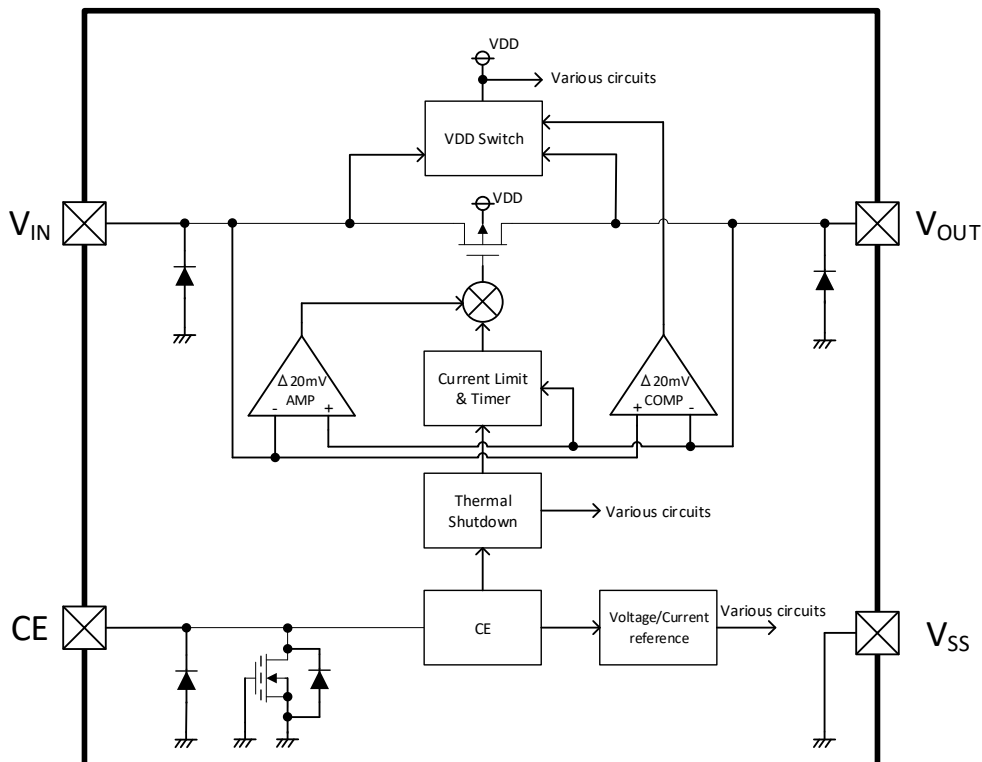 VDD
Various circuits
VDD Switch
VDD
VIN
VOUT
Δ20mV
AMP
- +
Current Limit
& Timer
Δ20mV
COMP
+ -
Thermal
Shutdown
Various circuits
CE
CE
Voltage/Current
reference
Various circuits
VSS